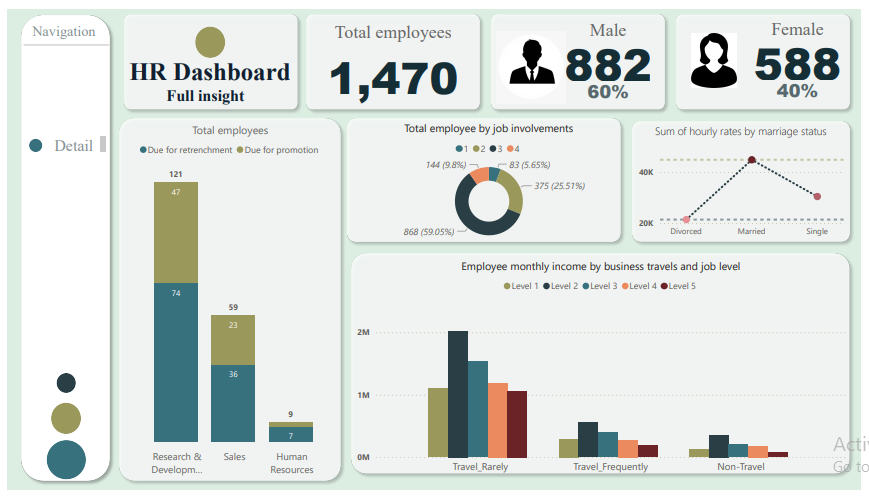 Navigation
Detail
HR Dashboard
Full insight
Total employees
1,470
Male
882
60%
Female
588
40%
Total employees
Due for retrenchment Due for promotion
121
47
74
59
23
36
9
7
Research &
Developm...
Sales
Human
Resources
Total employee by job involvements
1 2 3 4
144 (9.8%)
83 (5.65%)
375 (25.51%)
868 (59.05%)
Sum of hourly rates by marriage status
40K
20K
Divorced Married Single
Employee monthly income by business travels and job level
Level 1 Level 2 Level 3 Level 4 Level 5
2M
1M
0M
Travel_Rarely Travel_Frequently Non-Travel
Activ
Go to